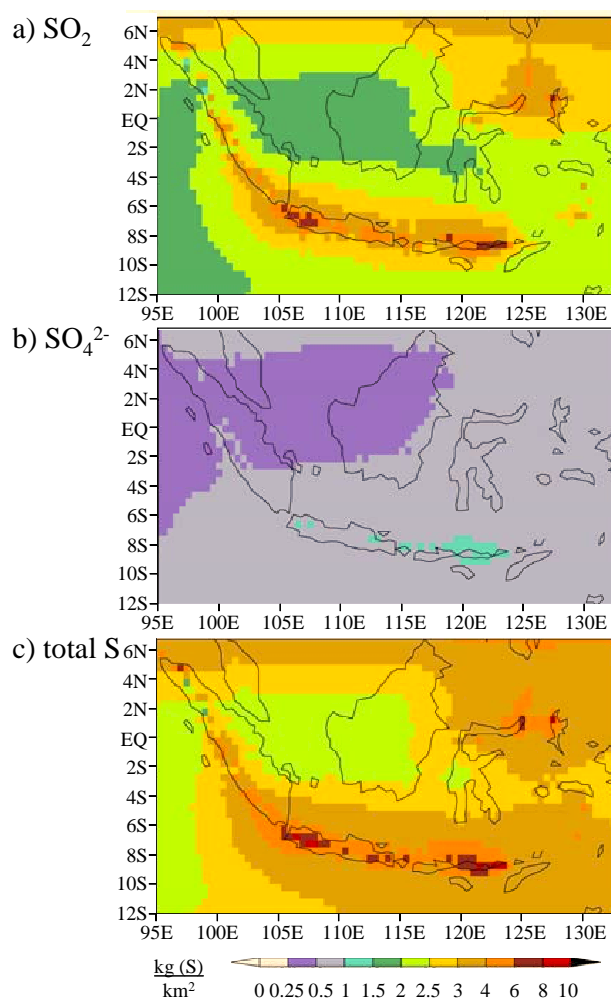 a) SO2
6N
4N
2N
EQ
2S
4S
6S
8S
10S
12S
95E 100E 105E 110E 115E 120E 125E 130E
b) SO4 2-
6N
4N
2N
EQ
2S
4S
6S
8S
10S
12S
95E 100E 105E 110E 115E 120E 125E 130E
c) total S
6N
4N
2N
EQ
2S
4S
6S
8S
10S
12S
95E 100E 105E 110E 115E 120E 125E 130E
kg (S)
km2
0 0.25 0.5 1 1.5 2 2.5 3 4 6 8 10